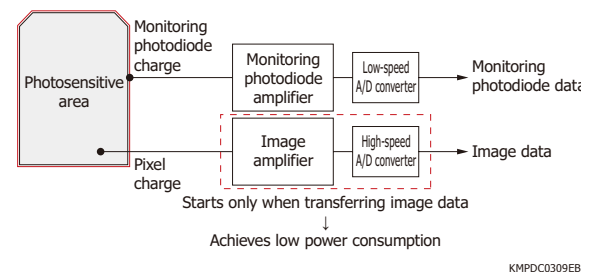 Monitoring
photodiode
charge
Photosensitive
area
Monitoring
photodiode
amplifier
Low-speed
A/D converter
Monitoring
photodiode data
Pixel
charge
Image
amplifier
High-speed
A/D converter
Image data
Starts only when transferring image data
↓
Achieves low power consumption
KMPDC0309EB